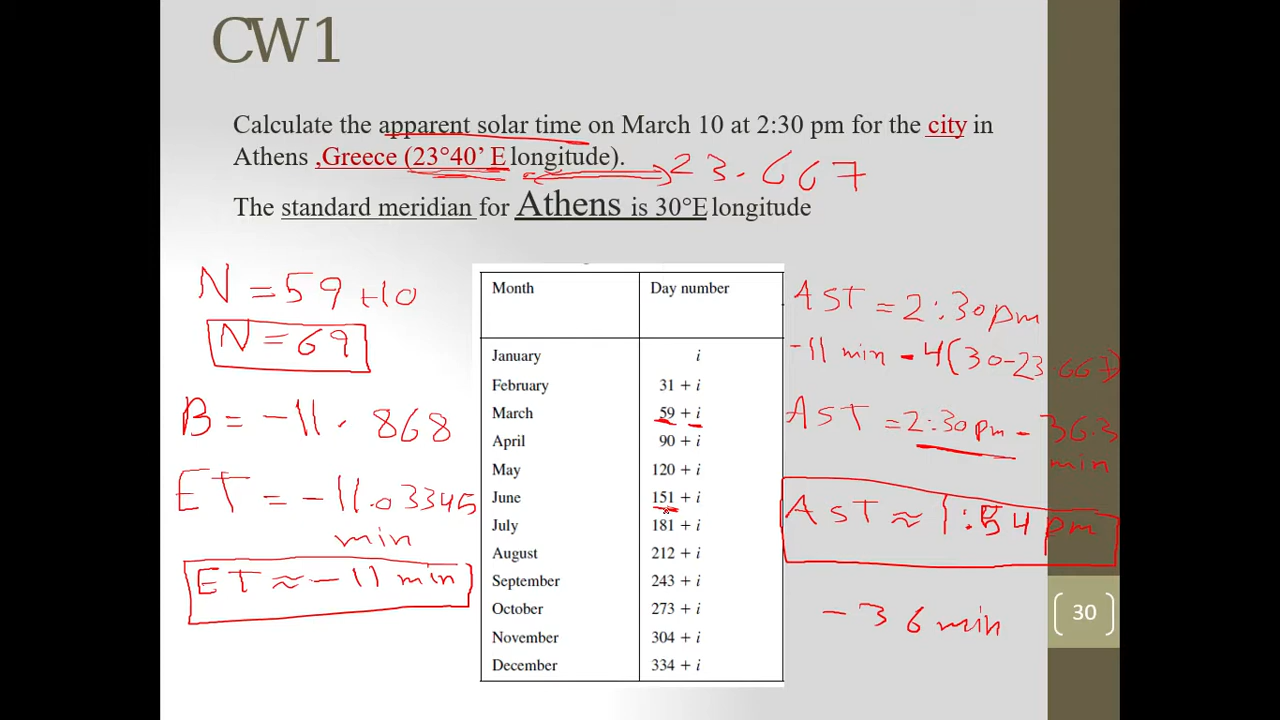 CW1
Calculate the apparent solar time on March 10 at 2:30 pm for the city in
Athens ,Greece (23°40' E longitude).
23.667
The standard meridian for Athens is 30°E longitude
N = 59 + 10
N = 69
B = -11.868
ET = -11.03345
min
ET ≈ -11 min
Month Day number
January i
February 31 + i
March 59 + i
April 90 + i
May 120 + i
June 151 + i
July 181 + i
August 212 + i
September 243 + i
October 273 + i
November 304 + i
December 334 + i
AST = 2:30pm
-11 min - 4(30-23.667)
AST = 2:30pm - 36.3
min
AST ≈ 1:54 pm
-36 min
30